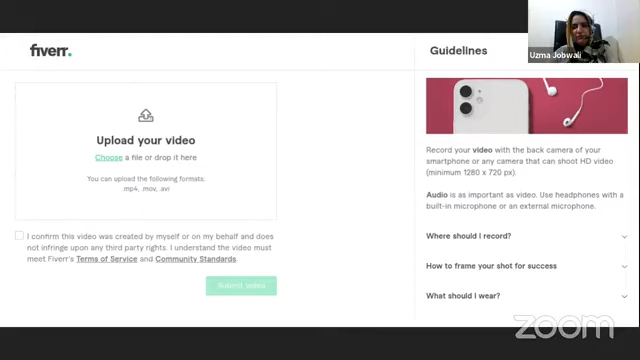 fiverr.
Guidelines
Uzma Jobwali
Upload your video
Choose a file or drop it here
You can upload the following formats.
.mp4, .mov, .avi
I confirm this video was created by myself or on my behalf and does
not infringe upon any third party rights. I understand the video must
meet Fiverr's Terms of Service and Community Standards.
Submit video
Record your video with the back camera of your
smartphone or any camera that can shoot HD video
(minimum 1280 x 720 px).
Audio is as important as video. Use headphones with a
built-in microphone or an external microphone.
Where should I record?
How to frame your shot for success
What should I wear?
zoom